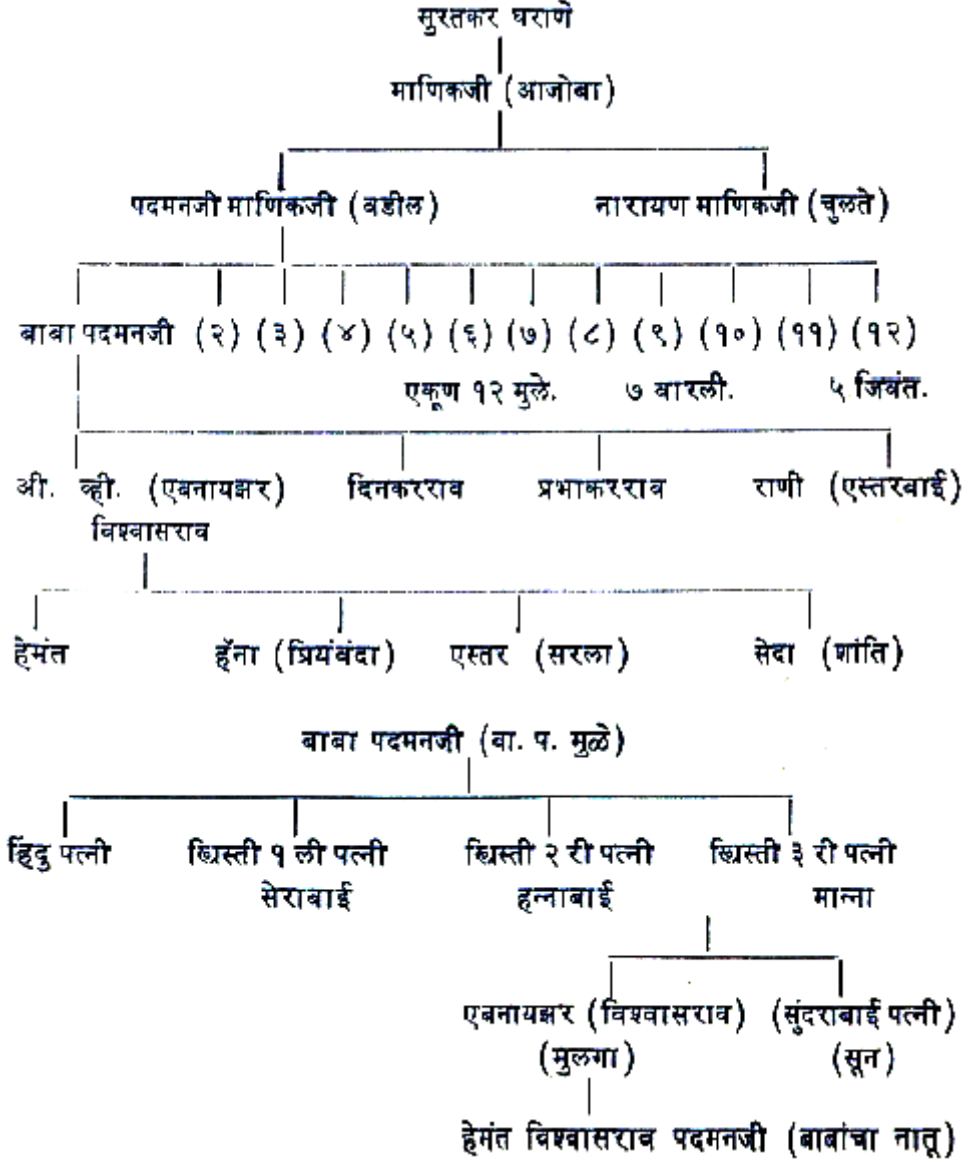 सुरतकर घराणे
माणिकजी (आजोबा)
पदमनजी माणिकजी (वडील) नारायण माणिकजी (चुलते)
बाबा पदमनजी (२) (३) (४) (५) (६) (७) (८) (९) (१०) (११) (१२)
एकूण १२ मुले. ७ वारली. ५ जिवंत.
ओ. व्ही. (एबनायझर) दिनकरराव प्रभाकरराव राणी (एस्तरबाई)
विश्वासराव
हेमंत हॅना (प्रियंवंदा) एस्तर (सरला) सेदा (शांति)
बाबा पदमनजी (बा. प. मुळे)
हिंदु पत्नी ख्रिस्ती १ ली पत्नी ख्रिस्ती २ री पत्नी ख्रिस्ती ३ री पत्नी
सेराबाई हन्नाबाई मान्ना
एबनायझर (विश्वासराव) (सुंदराबाई पत्नी)
(मुलगा) (सून)
हेमंत विश्वासराव पदमनजी (बाबांचा नातू)